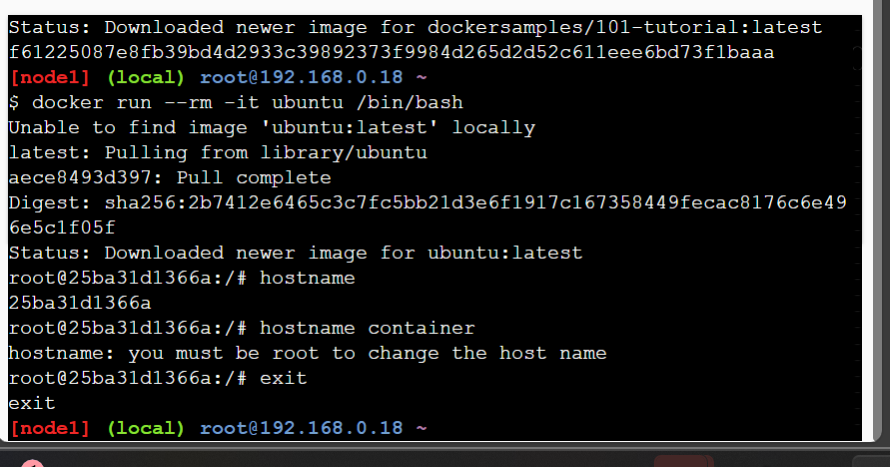 Status: Downloaded newer image for dockersamples/101-tutorial:latest
f61225087e8fb39bd4d2933c39892373f9984d265d2d52c611eee6bd73f1baaa
[node1] (local) root@192.168.0.18 ~
$ docker run --rm -it ubuntu /bin/bash
Unable to find image 'ubuntu:latest' locally
latest: Pulling from library/ubuntu
aece8493d397: Pull complete
Digest: sha256:2b7412e6465c3c7fc5bb21d3e6f1917c167358449fecac8176c6e49
6e5c1f05f
Status: Downloaded newer image for ubuntu:latest
root@25ba31d1366a:/# hostname
25ba31d1366a
root@25ba31d1366a:/# hostname container
hostname: you must be root to change the host name
root@25ba31d1366a:/# exit
exit
[node1] (local) root@192.168.0.18 ~